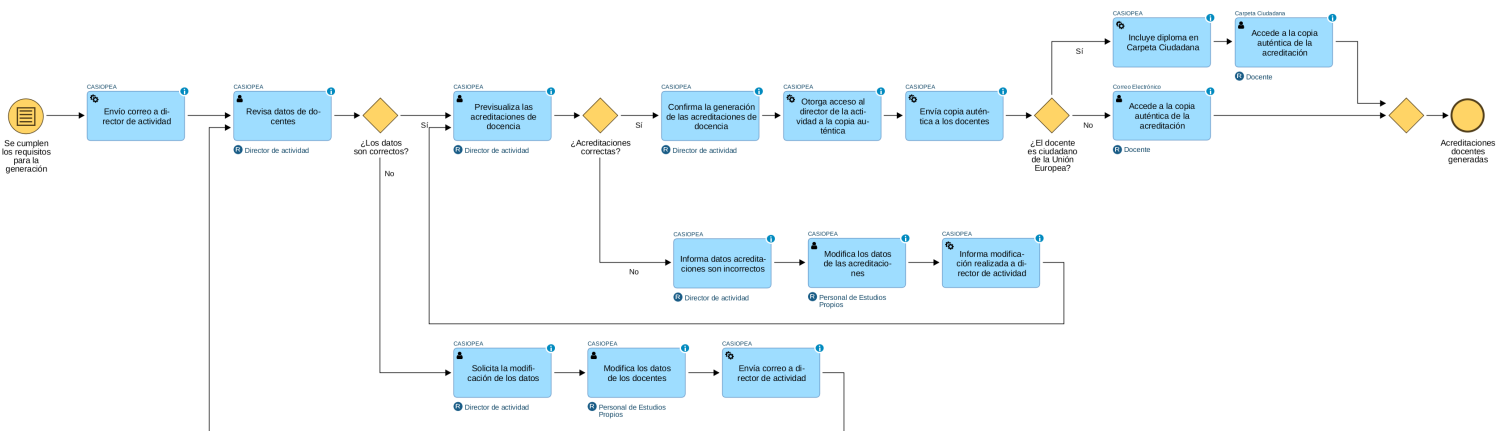 CASIOPEA
Incluye diploma en
Carpeta Ciudadana
Carpeta Ciudadana
Accede a la copia
auténtica de la
acreditación
R Docente
Sí
Se cumplen
los requisitos
para la
generación
CASIOPEA
Envío correo a di-
rector de actividad
CASIOPEA
Revisa datos de do-
centes
R Director de actividad
¿Los datos
son correctos?
Sí
No
CASIOPEA
Previsualiza las
acreditaciones de
docencia
R Director de actividad
¿Acreditaciones
correctas?
Sí
No
CASIOPEA
Confirma la generación
de las acreditaciones de
docencia
R Director de actividad
CASIOPEA
Otorga acceso al
director de la acti-
vidad a la copia au-
téntica
CASIOPEA
Envía copia autén-
tica a los docentes
¿El docente
es ciudadano
de la Unión
Europea?
No
Correo Electrónico
Accede a la copia
auténtica de la
acreditación
R Docente
Acreditaciones
docentes
generadas
CASIOPEA
Informa datos acredita-
ciones son incorrectos
R Director de actividad
CASIOPEA
Modifica los datos
de las acreditacio-
nes
R Personal de Estudios
Propios
CASIOPEA
Informa modifica-
ción realizada a di-
rector de actividad
CASIOPEA
Solicita la modifi-
cación de los datos
R Director de actividad
CASIOPEA
Modifica los datos
de los docentes
R Personal de Estudios
Propios
CASIOPEA
Envía correo a di-
rector de actividad